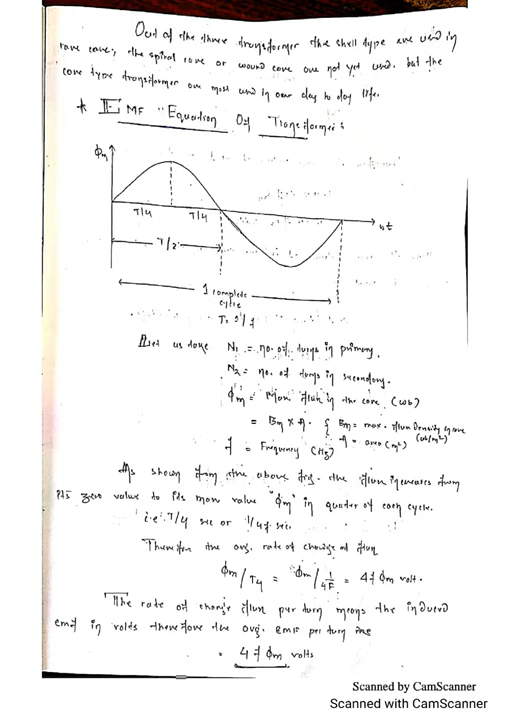 Out of the three transformer the shell type are used in
rare case, the spiral core or wound core are not yet used. but the
core type transformer are most used in our day to day life.
* EMF Equation Of Transformer:
Φm
T/4 T/4
ωt
T/2
1 complete
cycle
T = 1/f
Let us take N1 = no. of turns in primary.
N2 = no. of turns in secondary.
Φm = Max flux in the core (wb)
= Bm x A. { Bm = max. flux Density in core
(wb/m²)
A = area (m²)
f = Frequency (Hz)
As shown from the above fig. the flux increases from
its zero value to its max value "Φm" in quarter of each cycle.
i.e. T/4 sec or 1/4f sec.
Therefore the avg. rate of change of flux
Φm/T4 = Φm/1/4F = 4f Φm volt.
The rate of change flux per turn means the induced
emf in volts therefore the avg. emf per turn
= 4 f Φm volts
Scanned by CamScanner
Scanned with CamScanner